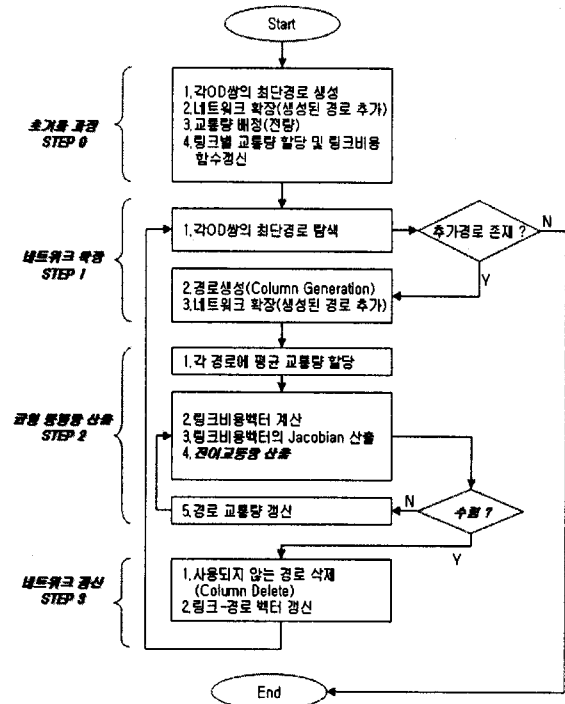 Start
초기화 과정
STEP 0
1.각OD쌍의 최단경로 생성
2.네트워크 확장(생성된 경로 추가)
3.교통량 배정(전량)
4.링크별 교통량 할당 및 링크비용
함수갱신
네트워크 확장
STEP 1
1.각OD쌍의 최단경로 탐색
추가경로 존재 ?
N
Y
2.경로생성(Column Generation)
3.네트워크 확장(생성된 경로 추가)
균형 통행량 산출
STEP 2
1.각 경로에 평균 교통량 할당
2.링크비용벡터 계산
3.링크비용벡터의 Jacobian 산출
4.전이교통량 산출
수렴 ?
N
5.경로 교통량 갱신
Y
네트워크 갱신
STEP 3
1.사용되지 않는 경로 삭제
(Column Delete)
2.링크-경로 벡터 갱신
End